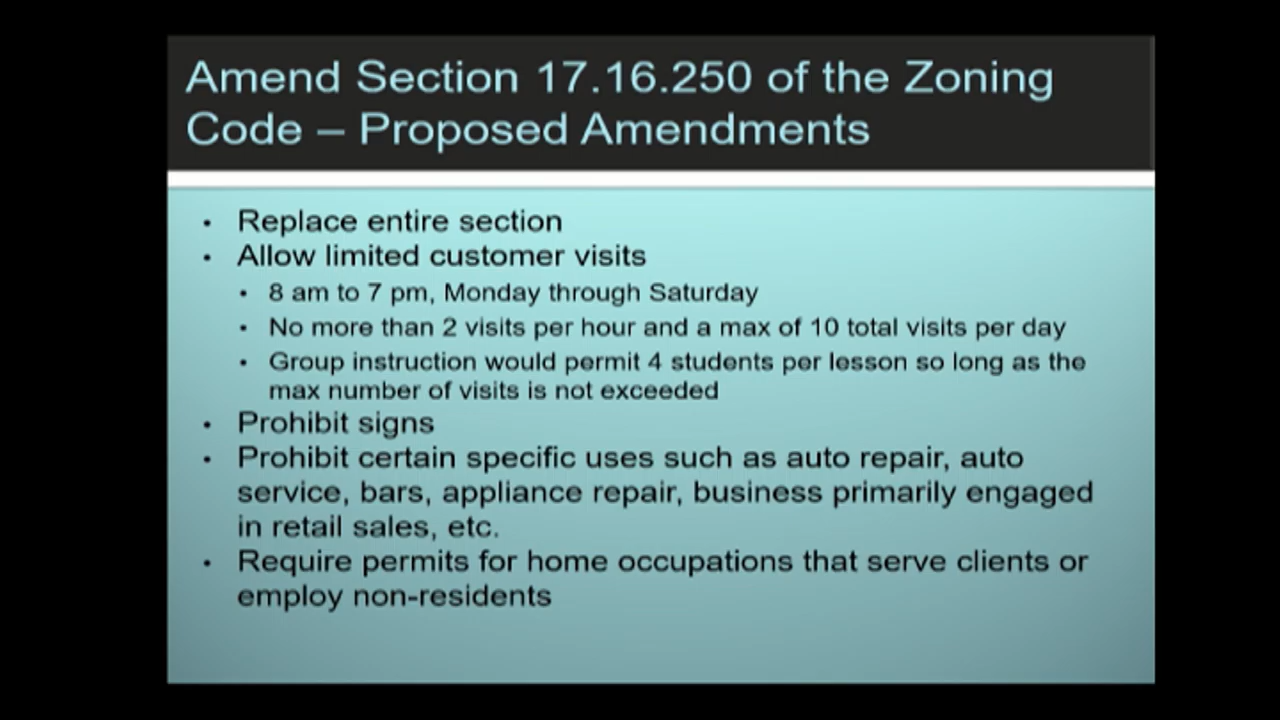 Amend Section 17.16.250 of the Zoning
Code – Proposed Amendments
• Replace entire section
• Allow limited customer visits
• 8 am to 7 pm, Monday through Saturday
• No more than 2 visits per hour and a max of 10 total visits per day
• Group instruction would permit 4 students per lesson so long as the
max number of visits is not exceeded
• Prohibit signs
• Prohibit certain specific uses such as auto repair, auto
service, bars, appliance repair, business primarily engaged
in retail sales, etc.
• Require permits for home occupations that serve clients or
employ non-residents